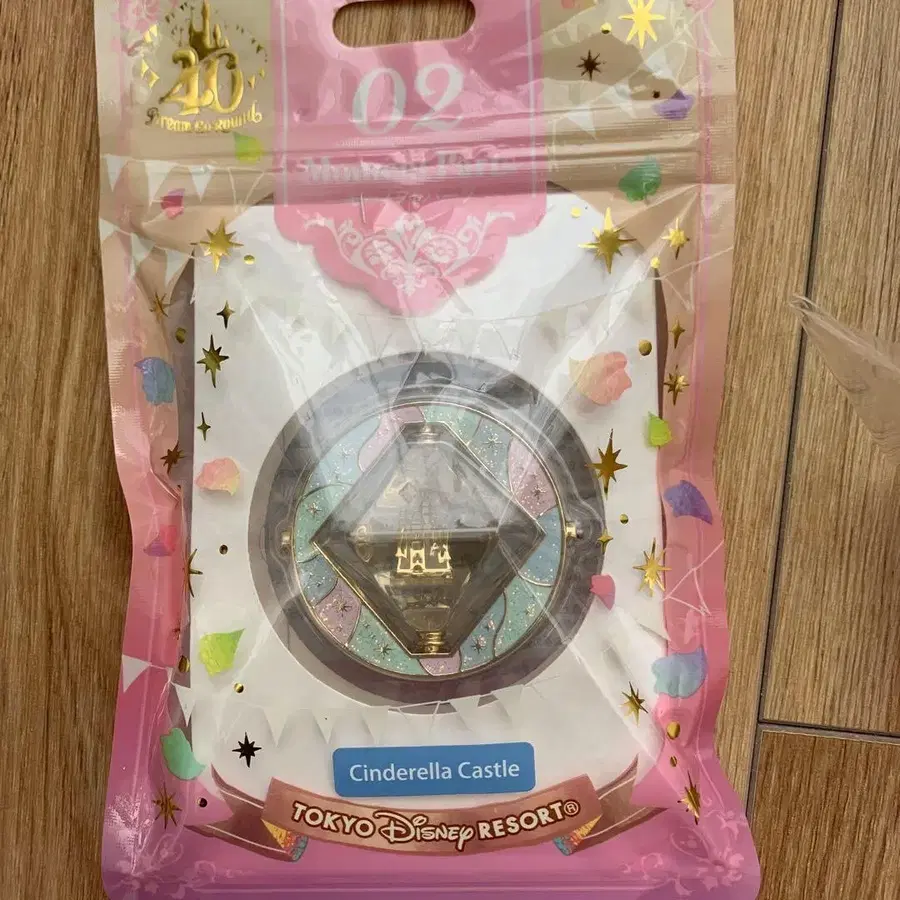 40
Dream-Go-Round
02
Cinderella Castle
TOKYO Disney RESORT®